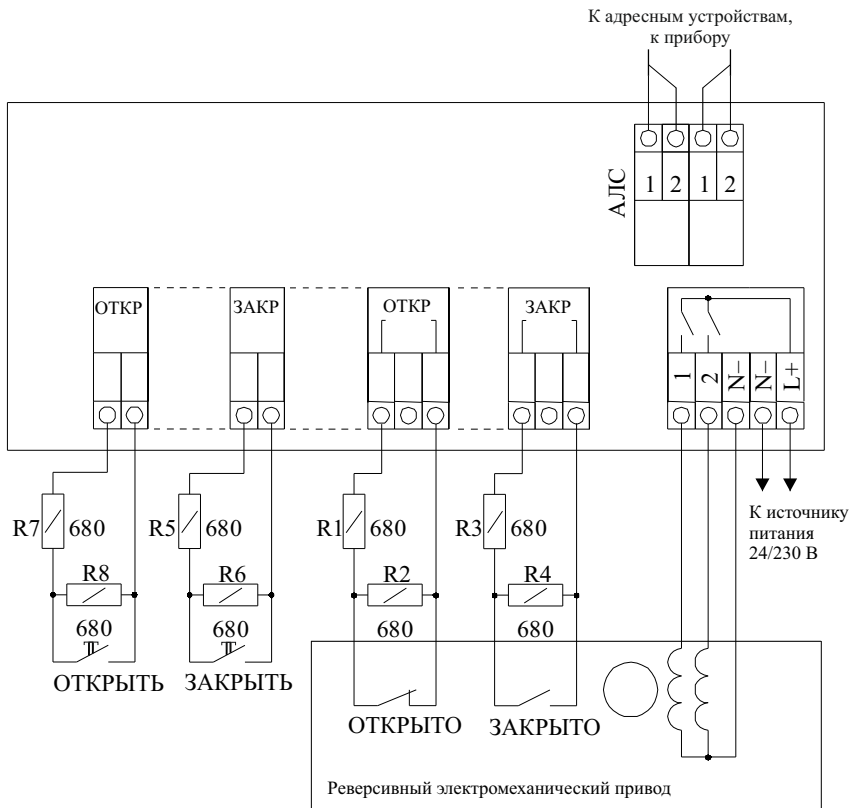 К адресным устройствам,
к прибору
АЛС
1 2 1 2
ОТКР
ЗАКР
ОТКР
ЗАКР
1
2
N–
N–
L+
К источнику
питания
24/230 В
R7 680
R5 680
R1 680
R3 680
R8
680
R6
680
R2
680
R4
680
ОТКРЫТЬ
ЗАКРЫТЬ
ОТКРЫТО
ЗАКРЫТО
Реверсивный электромеханический привод